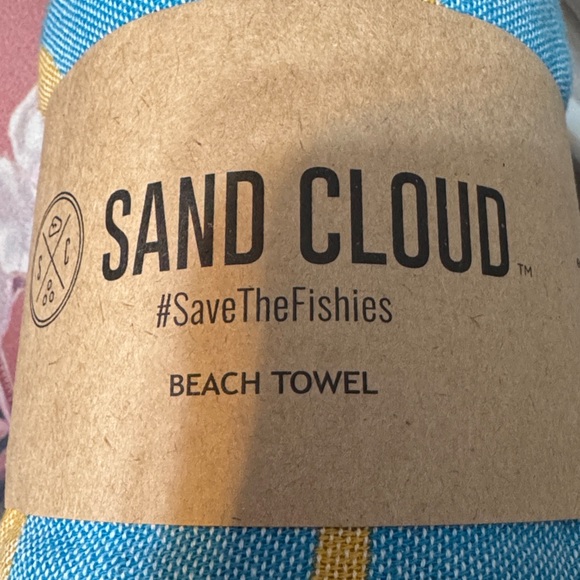 S C
SAND CLOUD™
#SaveTheFishies
BEACH TOWEL